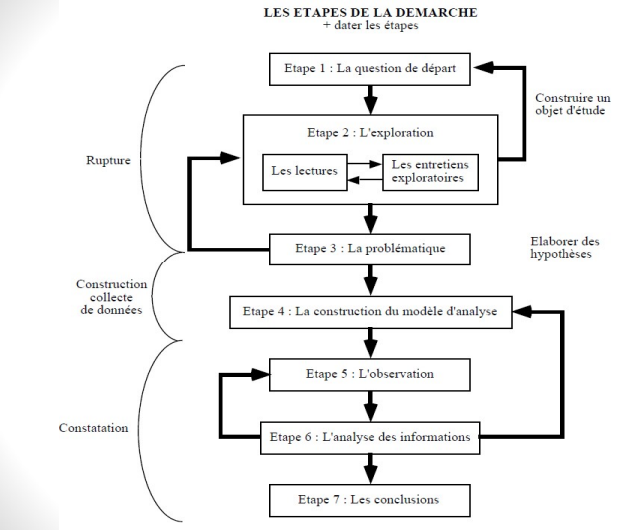 LES ETAPES DE LA DEMARCHE
+ dater les étapes
Etape 1 : La question de départ
Construire un
objet d'étude
Etape 2 : L'exploration
Rupture
Les lectures
Les entretiens
exploratoires
Etape 3 : La problématique
Elaborer des
hypothèses
Construction
collecte
de données
Etape 4 : La construction du modèle d'analyse
Etape 5 : L'observation
Constatation
Etape 6 : L'analyse des informations
Etape 7 : Les conclusions